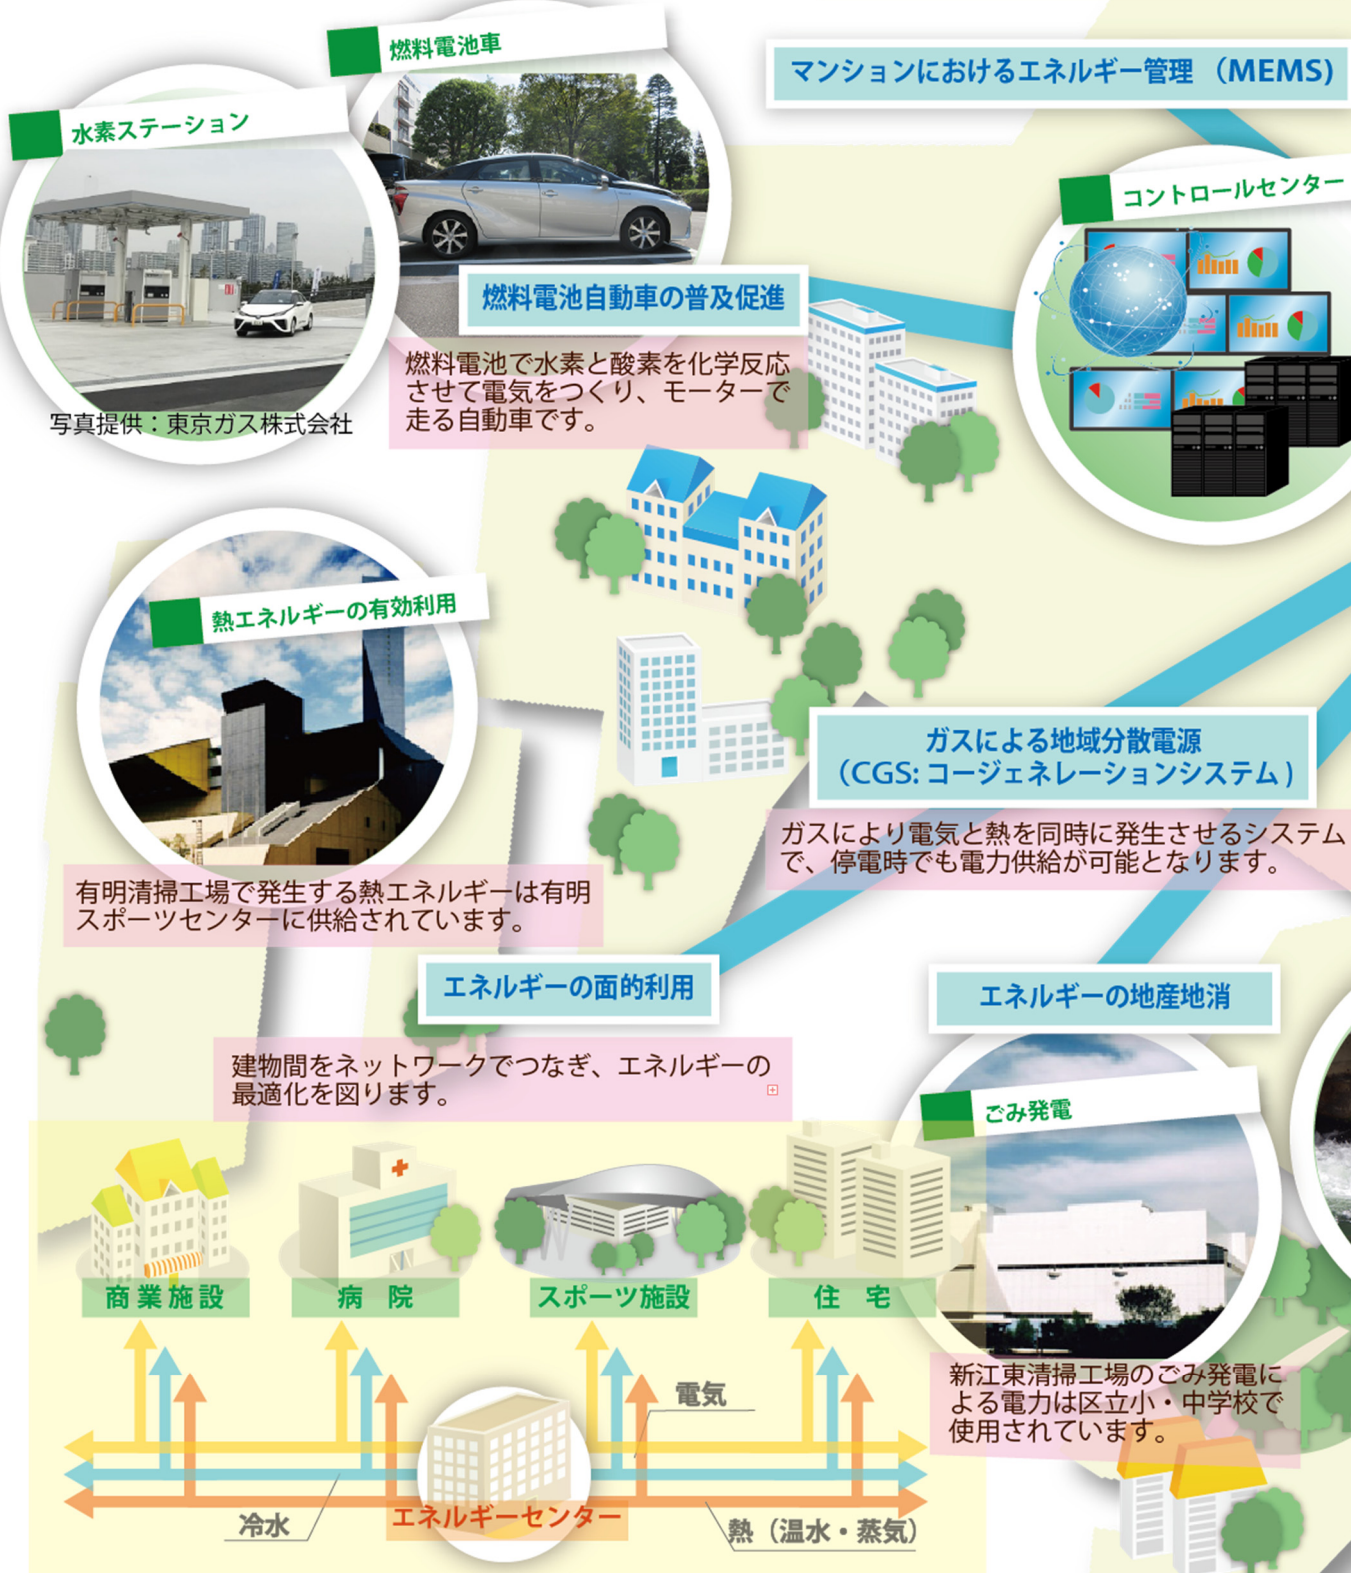 燃料電池車
マンションにおけるエネルギー管理 （MEMS)
水素ステーション
コントロールセンター
燃料電池自動車の普及促進
燃料電池で水素と酸素を化学反応
させて電気をつくり、モーターで
走る自動車です。
写真提供：東京ガス株式会社
熱エネルギーの有効利用
ガスによる地域分散電源
（CGS: コージェネレーションシステム )
ガスにより電気と熱を同時に発生させるシステム
で、停電時でも電力供給が可能となります。
有明清掃工場で発生する熱エネルギーは有明
スポーツセンターに供給されています。
エネルギーの面的利用
エネルギーの地産地消
建物間をネットワークでつなぎ、エネルギーの
最適化を図ります。
ごみ発電
商業施設
病 院
スポーツ施設
住 宅
新江東清掃工場のごみ発電に
よる電力は区立小・中学校で
使用されています。
電気
エネルギーセンター
冷水
熱（温水・蒸気）